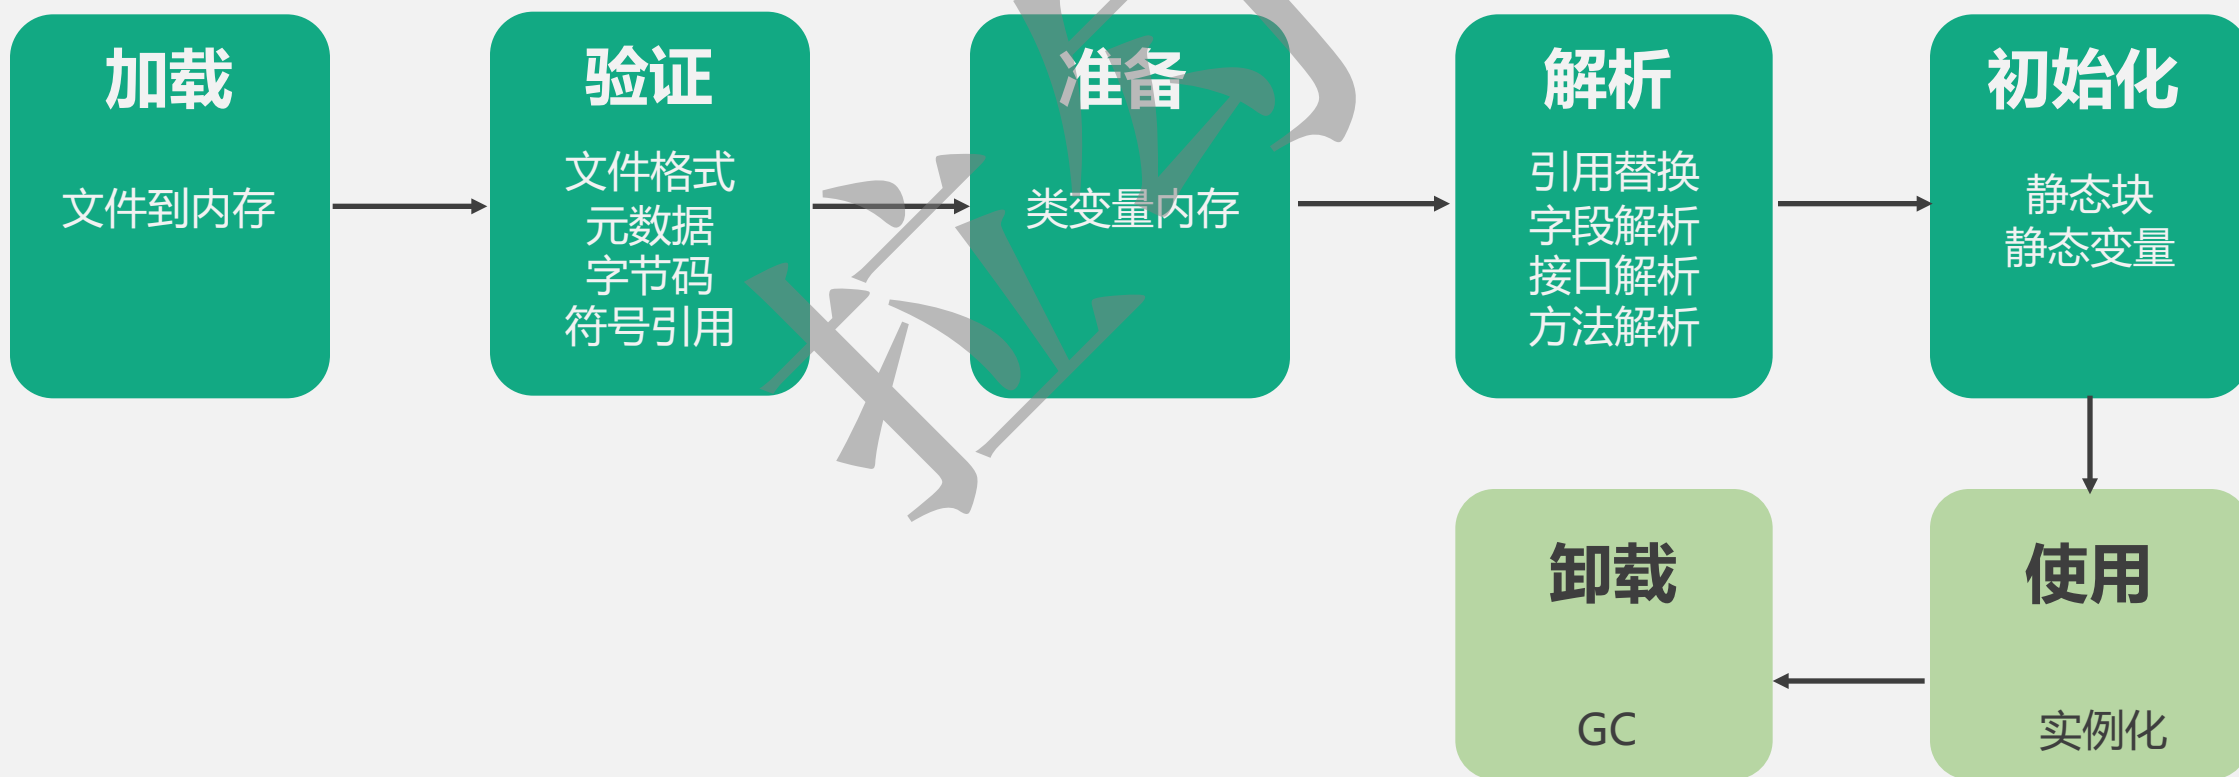 加载
文件到内存
验证
文件格式
元数据
字节码
符号引用
准备
类变量内存
解析
引用替换
字段解析
接口解析
方法解析
初始化
静态块
静态变量
使用
实例化
卸载
GC